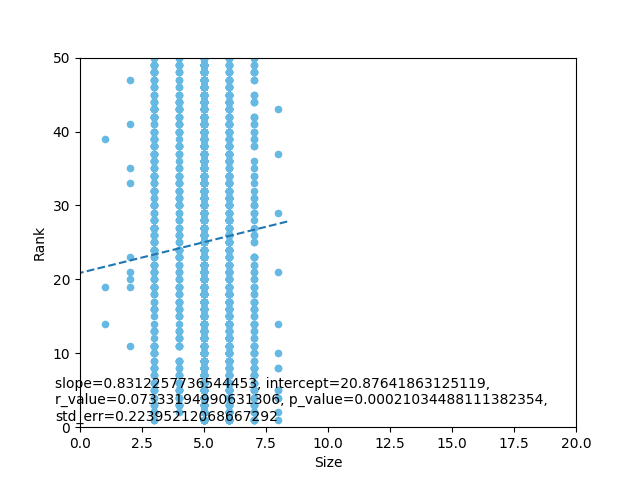 50
40
30
20
10
0
Rank
slope=0.8312257736544453, intercept=20.87641863125119,
r_value=0.07333194990631306, p_value=0.00021034488111382354,
std_err=0.22395212068667292
0.0 2.5 5.0 7.5 10.0 12.5 15.0 17.5 20.0
Size